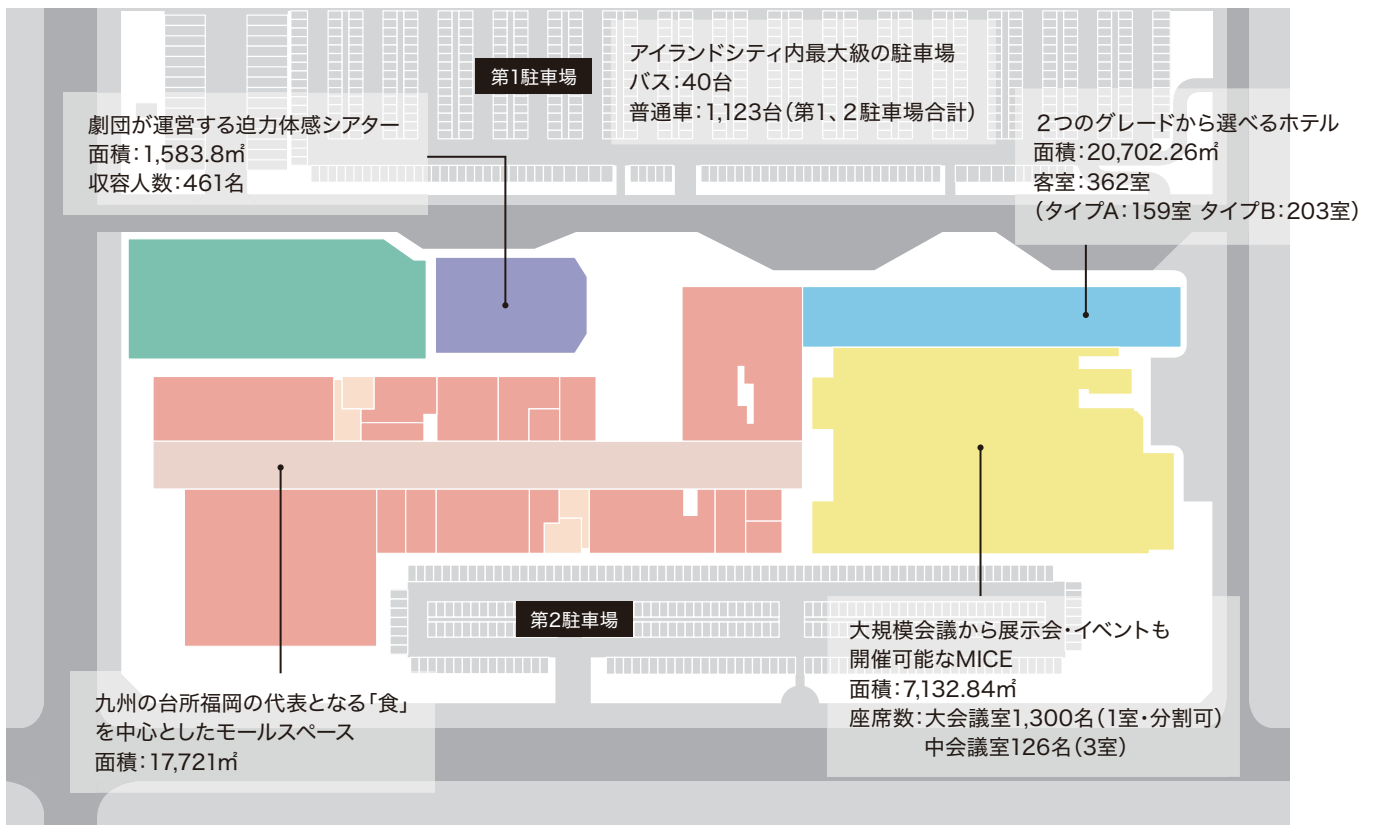 第1駐車場
アイランドシティ内最大級の駐車場
バス：40台
普通車：1,123台（第1、2駐車場合計）
劇団が運営する迫力体感シアター
面積：1,583.8㎡
収容人数：461名
2つのグレードから選べるホテル
面積：20,702.26㎡
客室：362室
（タイプA：159室 タイプB：203室）
第2駐車場
九州の台所福岡の代表となる「食」
を中心としたモールスペース
面積：17,721㎡
大規模会議から展示会・イベントも
開催可能なMICE
面積：7,132.84㎡
座席数：大会議室1,300名（1室・分割可）
中会議室126名（3室）